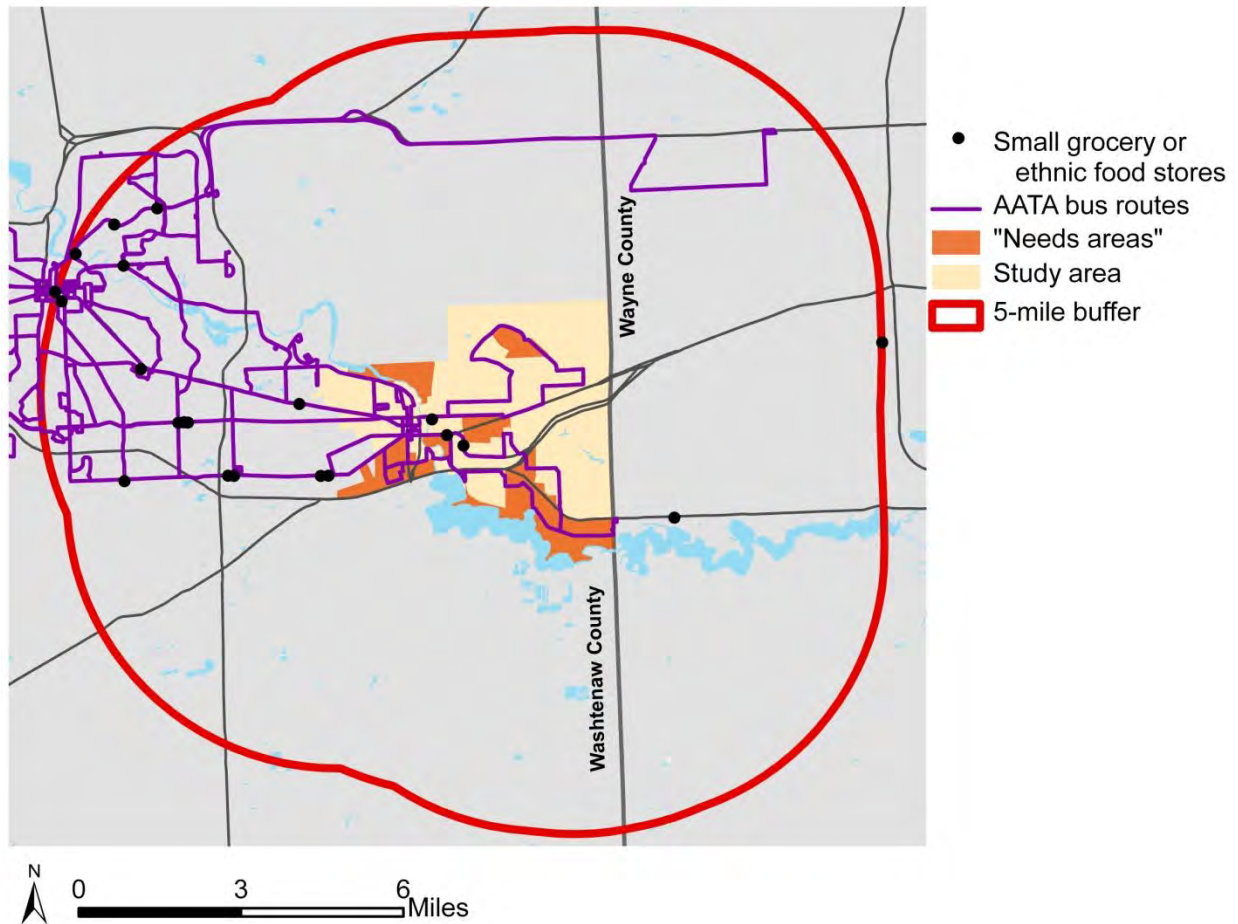 Wayne County
Washtenaw County
Small grocery or
ethnic food stores
AATA bus routes
"Needs areas"
Study area
5-mile buffer
N
0 3 6
Miles